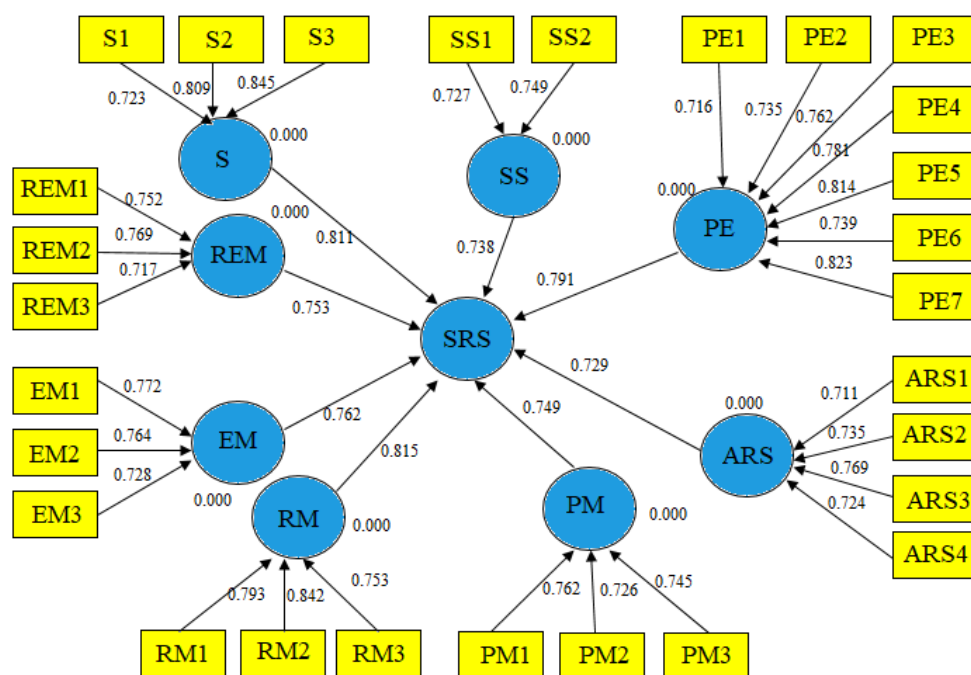 S1
S2
S3
SS1
SS2
PE1
PE2
PE3
0.723
0.809
0.845
0.727
0.749
0.716
0.735
0.762
PE4
0.781
S
0.000
SS
0.000
PE5
0.814
REM1
0.752
0.000
0.000
PE
0.739
PE6
REM2
0.769
REM
0.811
0.738
0.823
REM3
0.717
0.753
0.791
PE7
SRS
EM1
0.772
0.762
0.749
0.729
0.000
0.711
ARS1
EM2
0.764
EM
0.815
ARS
0.735
ARS2
EM3
0.728
0.000
0.769
ARS3
RM
0.000
PM
0.000
0.724
ARS4
0.793
0.842
0.753
0.762
0.726
0.745
RM1
RM2
RM3
PM1
PM2
PM3